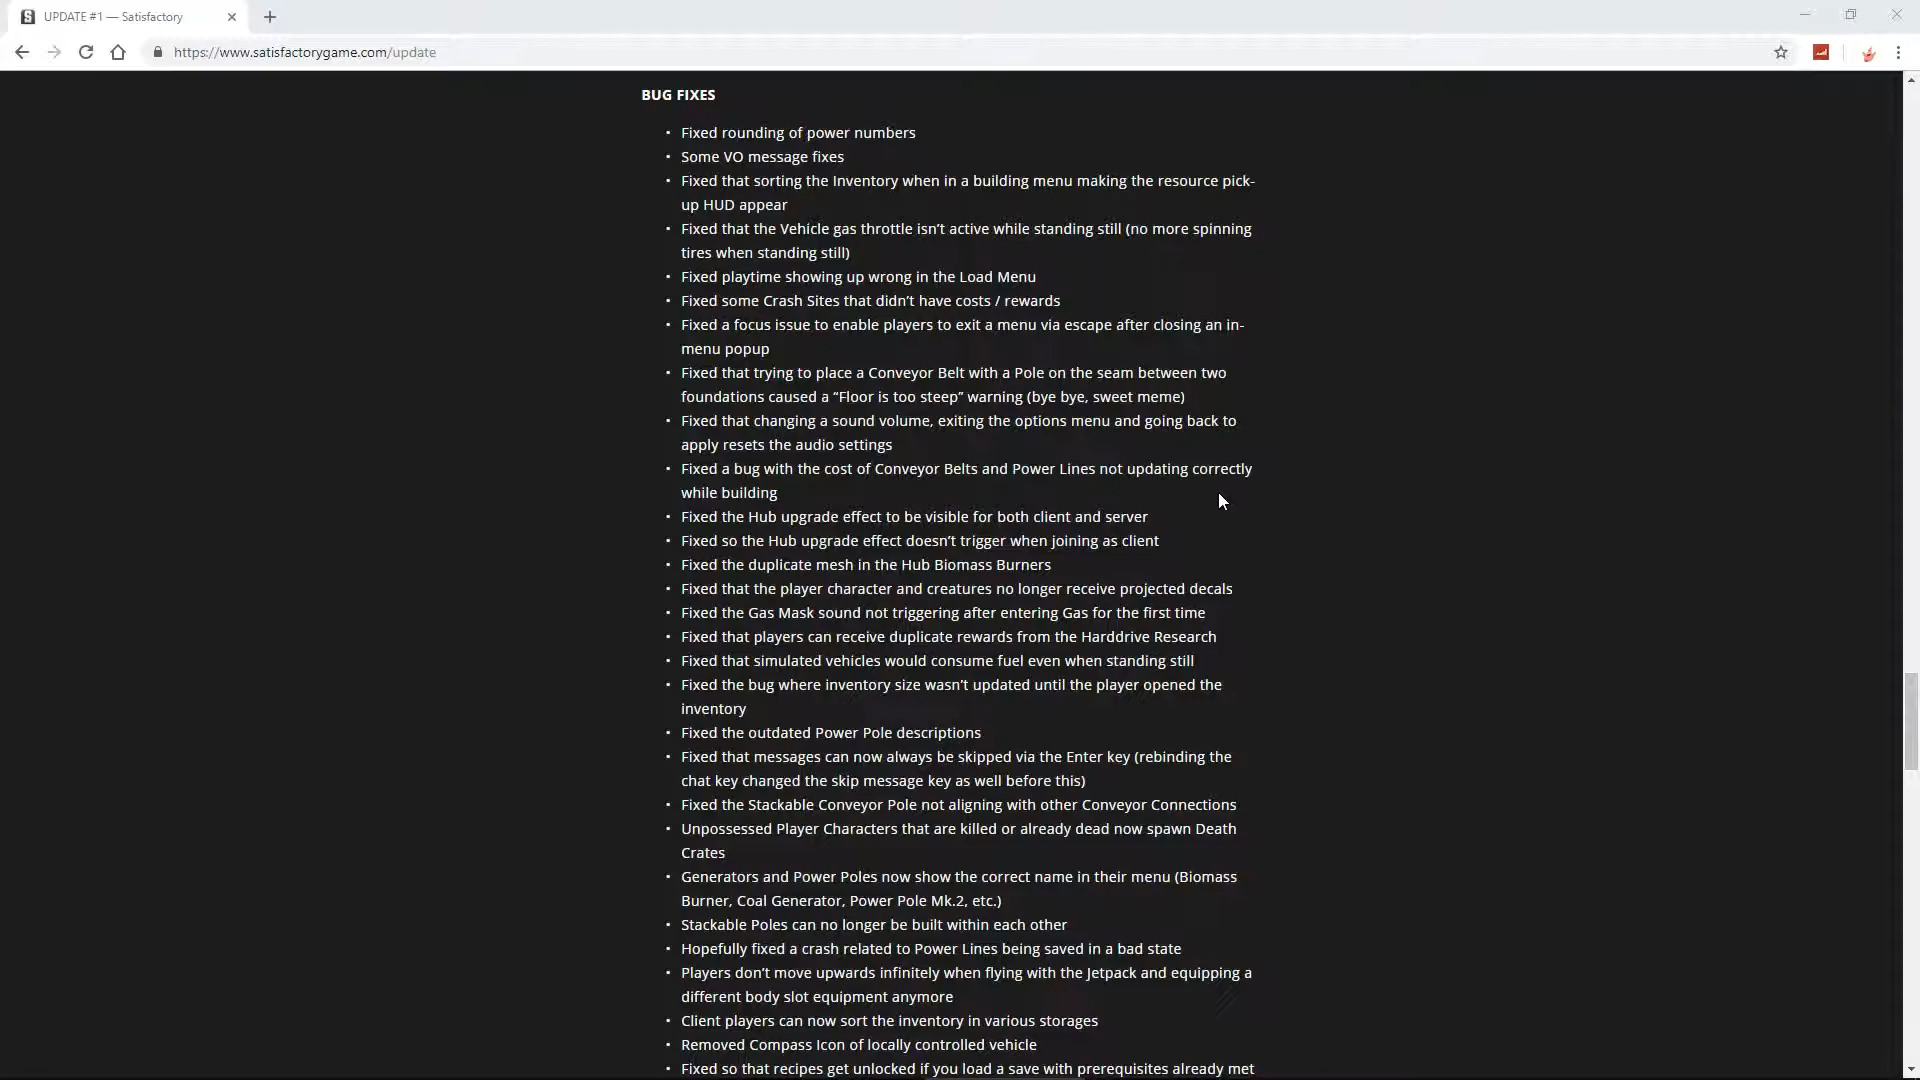 UPDATE #1 — Satisfactory
https://www.satisfactorygame.com/update
BUG FIXES
• Fixed rounding of power numbers
• Some VO message fixes
• Fixed that sorting the Inventory when in a building menu making the resource pick-
up HUD appear
• Fixed that the Vehicle gas throttle isn’t active while standing still (no more spinning
tires when standing still)
• Fixed playtime showing up wrong in the Load Menu
• Fixed some Crash Sites that didn’t have costs / rewards
• Fixed a focus issue to enable players to exit a menu via escape after closing an in-
menu popup
• Fixed that trying to place a Conveyor Belt with a Pole on the seam between two
foundations caused a “Floor is too steep” warning (bye bye, sweet meme)
• Fixed that changing a sound volume, exiting the options menu and going back to
apply resets the audio settings
• Fixed a bug with the cost of Conveyor Belts and Power Lines not updating correctly
while building
• Fixed the Hub upgrade effect to be visible for both client and server
• Fixed so the Hub upgrade effect doesn’t trigger when joining as client
• Fixed the duplicate mesh in the Hub Biomass Burners
• Fixed that the player character and creatures no longer receive projected decals
• Fixed the Gas Mask sound not triggering after entering Gas for the first time
• Fixed that players can receive duplicate rewards from the Harddrive Research
• Fixed that simulated vehicles would consume fuel even when standing still
• Fixed the bug where inventory size wasn’t updated until the player opened the
inventory
• Fixed the outdated Power Pole descriptions
• Fixed that messages can now always be skipped via the Enter key (rebinding the
chat key changed the skip message key as well before this)
• Fixed the Stackable Conveyor Pole not aligning with other Conveyor Connections
• Unpossessed Player Characters that are killed or already dead now spawn Death
Crates
• Generators and Power Poles now show the correct name in their menu (Biomass
Burner, Coal Generator, Power Pole Mk.2, etc.)
• Stackable Poles can no longer be built within each other
• Hopefully fixed a crash related to Power Lines being saved in a bad state
• Players don’t move upwards infinitely when flying with the Jetpack and equipping a
different body slot equipment anymore
• Client players can now sort the inventory in various storages
• Removed Compass Icon of locally controlled vehicle
• Fixed so that recipes get unlocked if you load a save with prerequisites already met